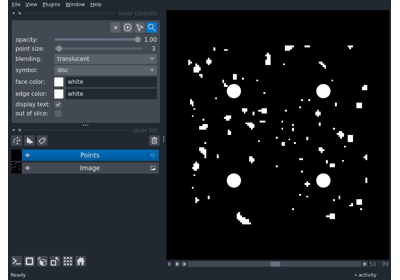 File View Plugins Window Help
layer controls
opacity: 1.00
point size: 3
blending: translucent
symbol: disc
face color: white
edge color: white
display text:
out of slice:
layer list
Points
Image
50 99
Ready
activity